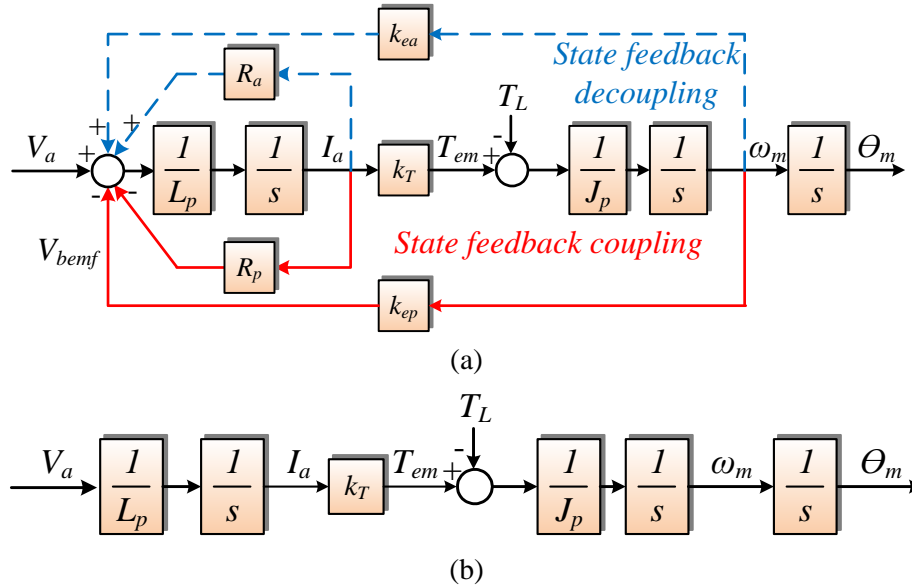 k_ea
State feedback
decoupling
R_a
T_L
+
+
+
-
-
V_a
1
L_p
1
s
I_a
k_T
T_em
-
+
1
J_p
1
s
ω_m
1
s
Θ_m
V_bemf
R_p
State feedback coupling
k_ep
(a)
T_L
V_a
1
L_p
1
s
I_a
k_T
T_em
-
+
1
J_p
1
s
ω_m
1
s
Θ_m
(b)